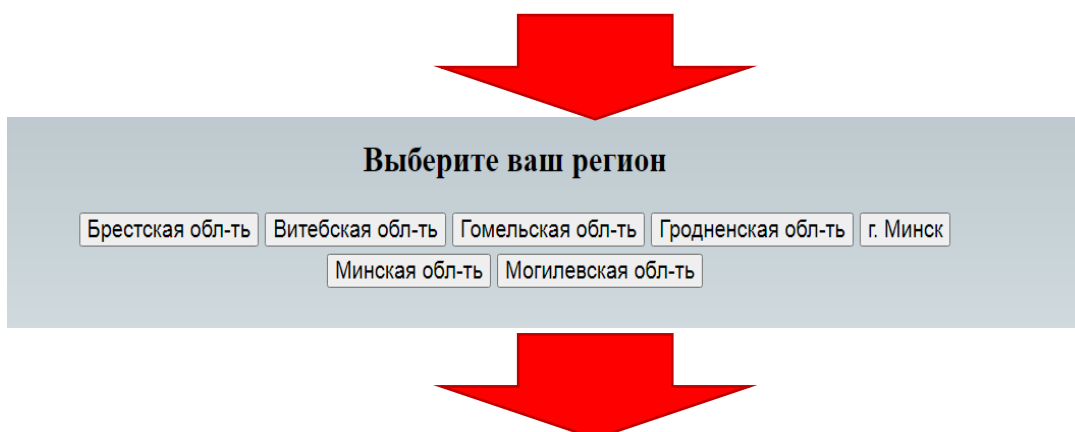 Выберите ваш регион
Брестская обл-ть Витебская обл-ть Гомельская обл-ть Гродненская обл-ть г. Минск
Минская обл-ть Могилевская обл-ть